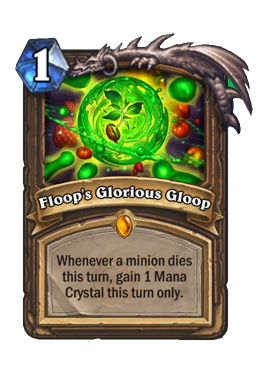 1
Floop's Glorious Gloop
Whenever a minion dies
this turn, gain 1 Mana
Crystal this turn only.